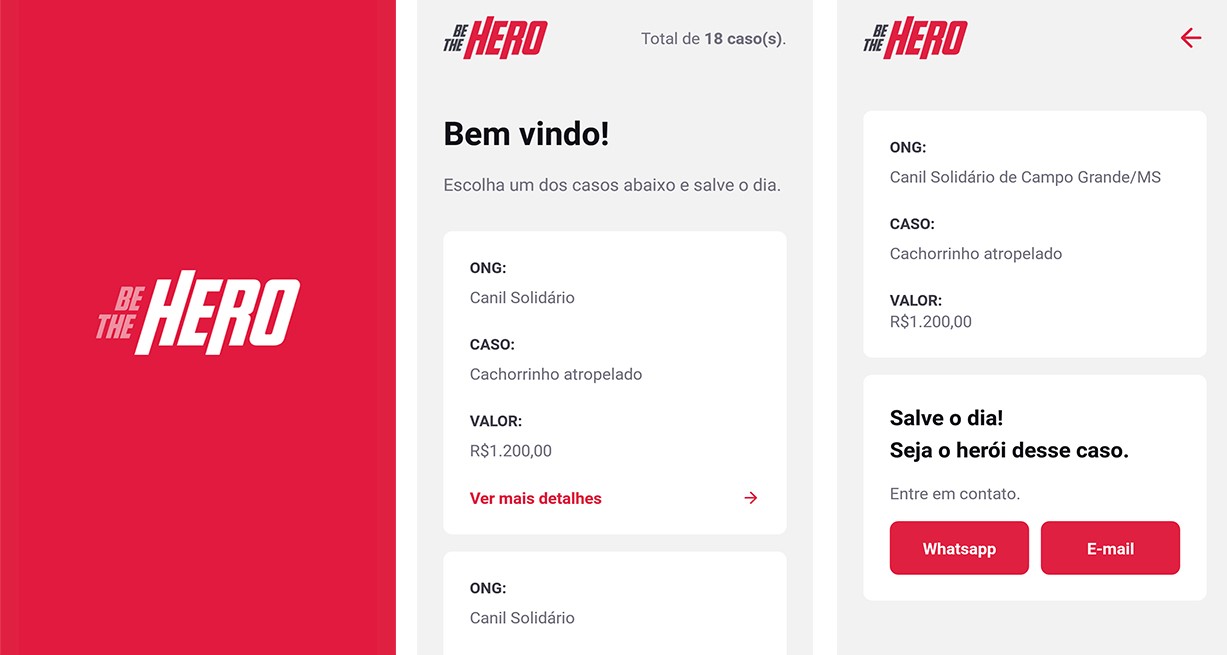 BE
THE HERO
BE
THE HERO
Total de 18 caso(s).
Bem vindo!
Escolha um dos casos abaixo e salve o dia.
ONG:
Canil Solidário
CASO:
Cachorrinho atropelado
VALOR:
R$1.200,00
Ver mais detalhes
ONG:
Canil Solidário
BE
THE HERO
ONG:
Canil Solidário de Campo Grande/MS
CASO:
Cachorrinho atropelado
VALOR:
R$1.200,00
Salve o dia!
Seja o herói desse caso.
Entre em contato.
Whatsapp
E-mail